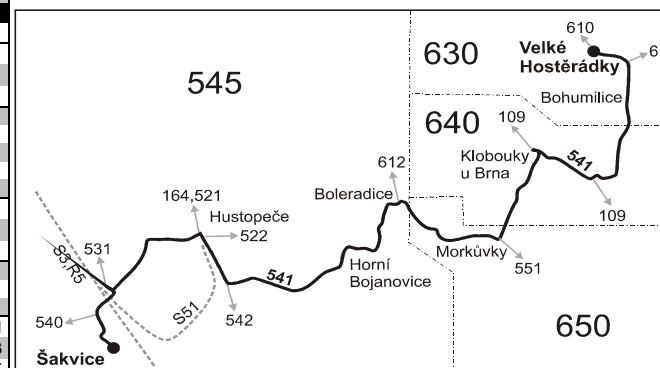 610
Velké
Hostěrádky
6
630
545
Bohumilice
640
109
Klobouky
u Brna
541
612
Boleradice
109
164,521
Hustopeče
522
Morkůvky
551
531
S3,R5
541
Horní
Bojanovice
S51
542
540
650
Šakvice